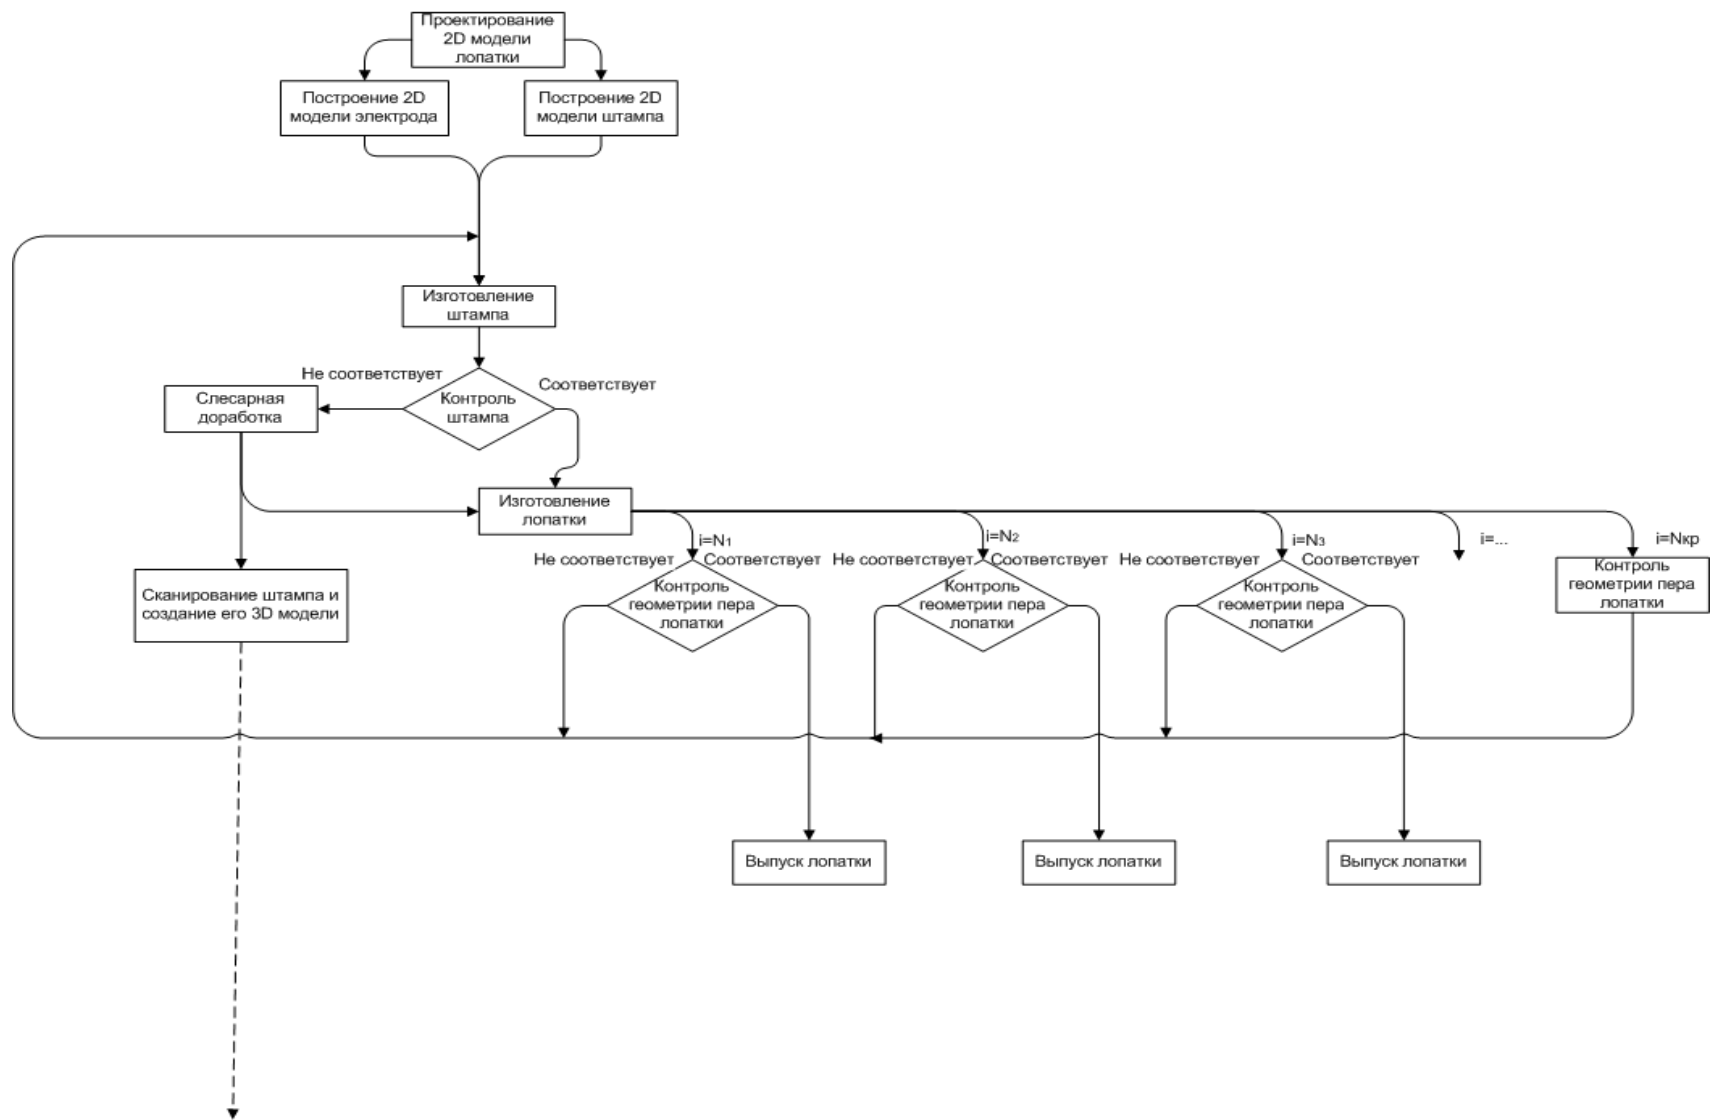 Проектирование
2D модели
лопатки
Построение 2D
модели электрода
Построение 2D
модели штампа
Изготовление
штампа
Не соответствует
Соответствует
Слесарная
доработка
Контроль
штампа
Изготовление
лопатки
i=N1
i=N2
i=N3
i=...
i=Nкр
Не соответствует
Соответствует
Не соответствует
Соответствует
Не соответствует
Соответствует
Контроль
геометрии пера
лопатки
Контроль
геометрии пера
лопатки
Контроль
геометрии пера
лопатки
Контроль
геометрии пера
лопатки
Сканирование штампа и
создание его 3D модели
Выпуск лопатки
Выпуск лопатки
Выпуск лопатки